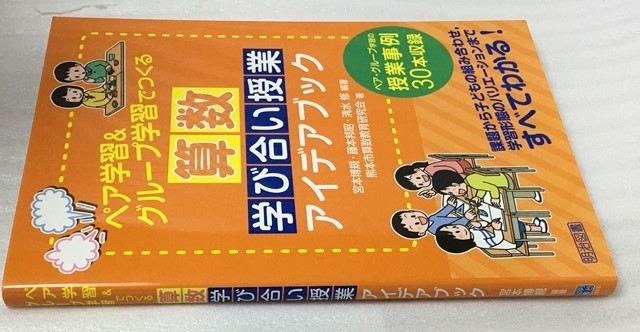 ペア学習&
グループ学習でつくる
算数
学び合い授業
アイデアブック
宮本博規・藤本邦昭・清水 修 編著
熊本市算数教育研究会 著
ペア・グループ学習の
授業事例
30本収録
課題から子どもの組み合わせ、
学習形態のバリエーションまで
すべてわかる!
明治図書
ペア学習&
グループ学習でつくる
算数 学び合い授業 アイデアブック
宮本博規